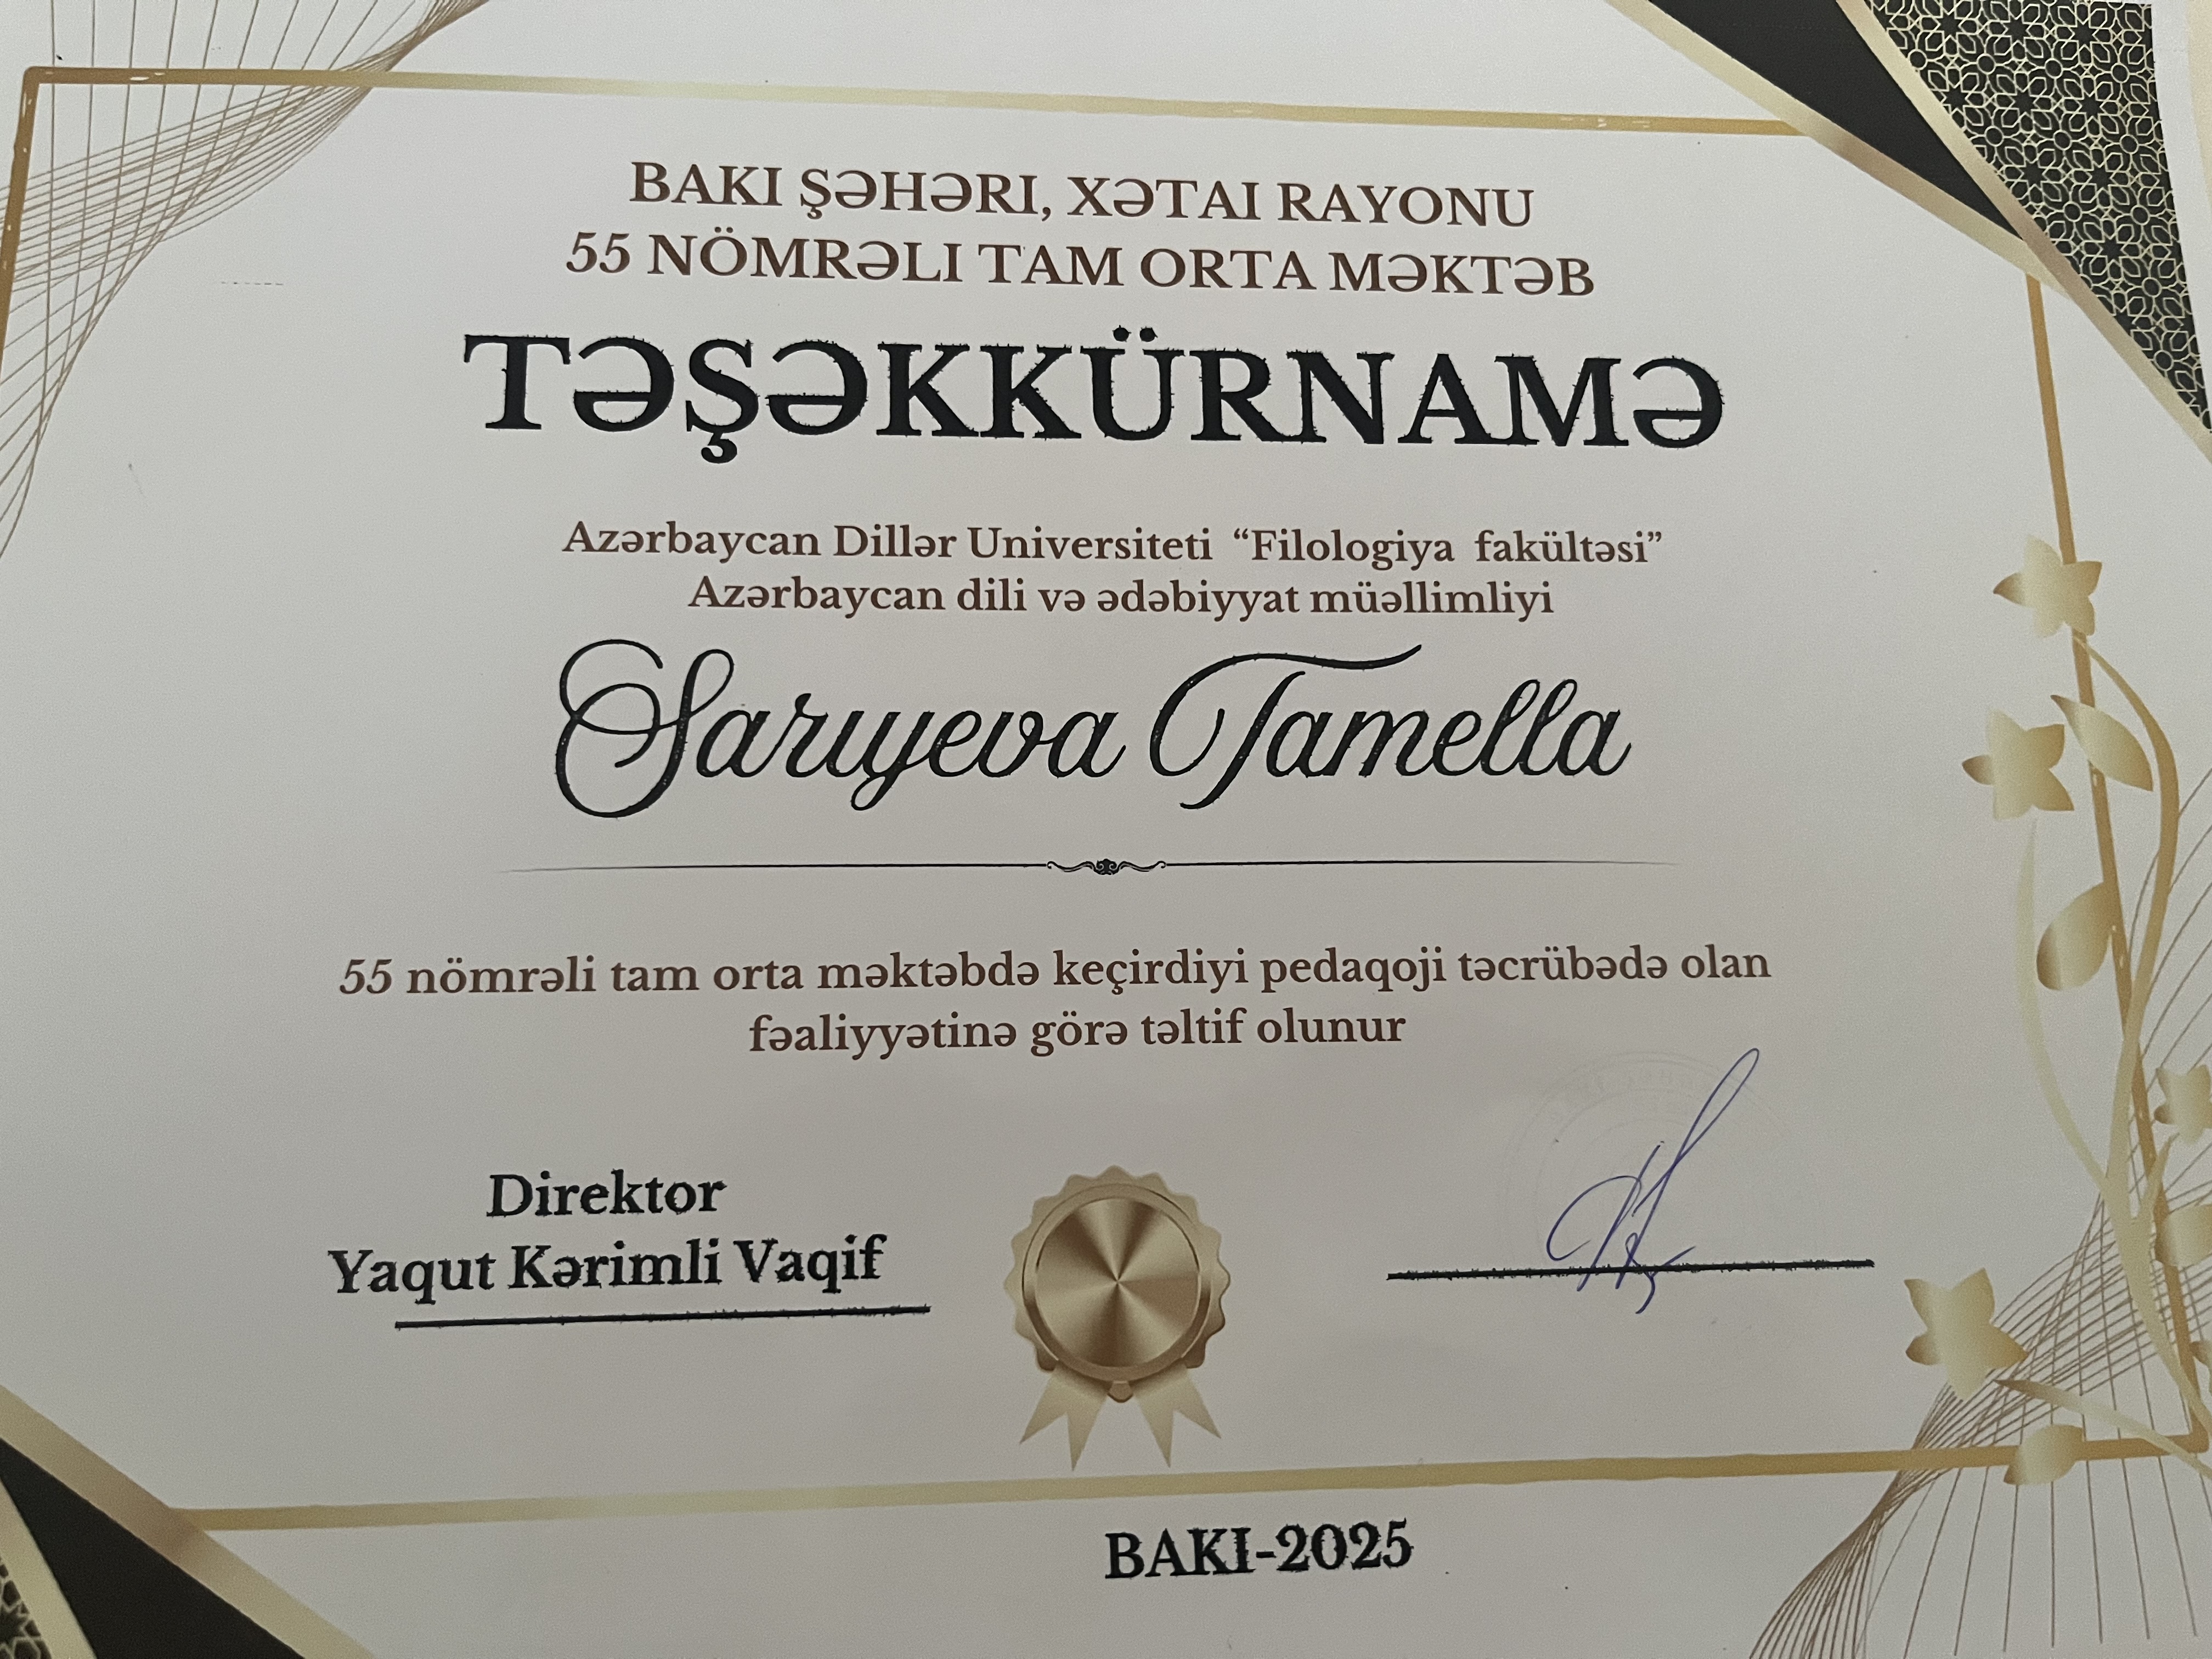 BAKI ŞƏHƏRI, XƏTAI RAYONU
55 NÖMRƏLI TAM ORTA MƏKTƏB
TƏŞƏKKÜRNAMƏ
Azərbaycan Dillər Universiteti “Filologiya fakültəsi”
Azərbaycan dili və ədəbiyyat müəllimliyi
Sarıyeva Tamella
55 nömrəli tam orta məktəbdə keçirdiyi pedaqoji təcrübədə olan
fəaliyyətinə görə təltif olunur
Direktor
Yaqut Kərimli Vaqif
BAKI-2025